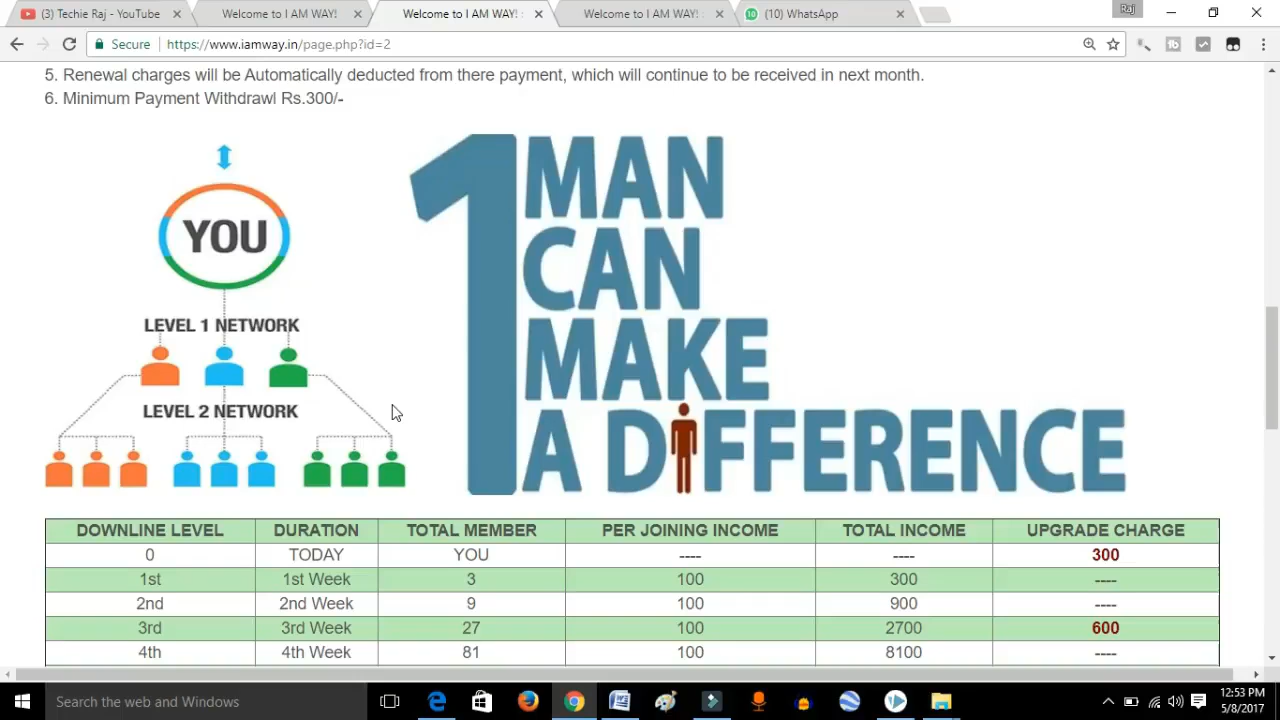 (3) Techie Raj - YouTube
Welcome to I AM WAY!
Welcome to I AM WAY!
Welcome to I AM WAY!
(10) WhatsApp
Raj
Secure
https://www.iamway.in/page.php?id=2
5. Renewal charges will be Automatically deducted from there payment, which will continue to be received in next month.
6. Minimum Payment Withdrawl Rs.300/-
YOU
LEVEL 1 NETWORK
LEVEL 2 NETWORK
1 MAN
CAN
MAKE
A DIFFERENCE
DOWNLINE LEVEL DURATION TOTAL MEMBER PER JOINING INCOME TOTAL INCOME UPGRADE CHARGE
0 TODAY YOU ---- ---- 300
1st 1st Week 3 100 300 ----
2nd 2nd Week 9 100 900 ----
3rd 3rd Week 27 100 2700 600
4th 4th Week 81 100 8100 ----
Search the web and Windows
12:53 PM
5/8/2017